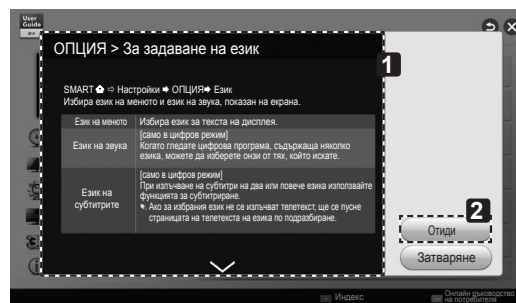 User
Guide
ОПЦИЯ > За задаване на език
1
SMART ⇨ Настройки ➡ ОПЦИЯ➡ Език
Избира език на менюто и език на звука, показан на екрана.
Език на менюто Избира език за текста на дисплея.
Език на звука
[само в цифров режим]
Когато гледате цифрова програма, съдържаща няколко
езика, можете да изберете онзи от тях, който искате.
Език на
субтитрите
[само в цифров режим]
При излъчване на субтитри на два или повече езика използвайте
функцията за субтитриране.
Ако за избрания език не се излъчват телетекст, ще се пусне
страницата на телетекста на езика по подразбиране.
2
Отиди
Затваряне
Индекс
Онлайн ръководство
на потребителя